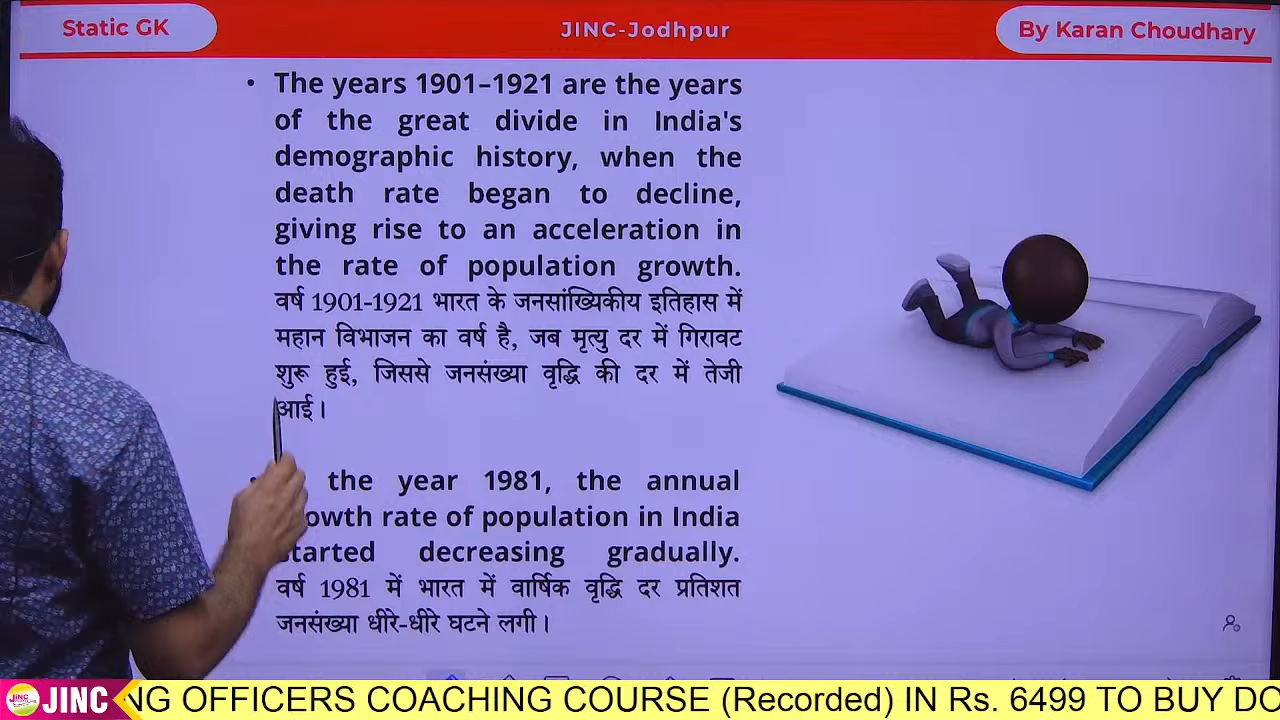 Static GK
JINC-Jodhpur
By Karan Choudhary
• The years 1901–1921 are the years
of the great divide in India's
demographic history, when the
death rate began to decline,
giving rise to an acceleration in
the rate of population growth.
वर्ष 1901-1921 भारत के जनसांख्यिकीय इतिहास में
महान विभाजन का वर्ष है, जब मृत्यु दर में गिरावट
शुरू हुई, जिससे जनसंख्या वृद्धि की दर में तेजी
आई।
the year 1981, the annual
owth rate of population in India
started decreasing gradually.
वर्ष 1981 में भारत में वार्षिक वृद्धि दर प्रतिशत
जनसंख्या धीरे-धीरे घटने लगी।
JINC
NG OFFICERS COACHING COURSE (Recorded) IN Rs. 6499 TO BUY DO